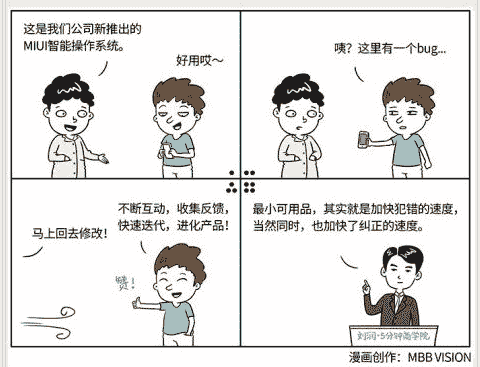 这是我们公司新推出的
MIUI智能操作系统。
好用哎～
咦？这里有一个bug...
马上回去修改！
不断互动，收集反馈，
快速迭代，进化产品！
赞！
最小可用品，其实就是加快犯错的速度，
当然同时，也加快了纠正的速度。
刘润·5分钟商学院
漫画创作：MBB VISION